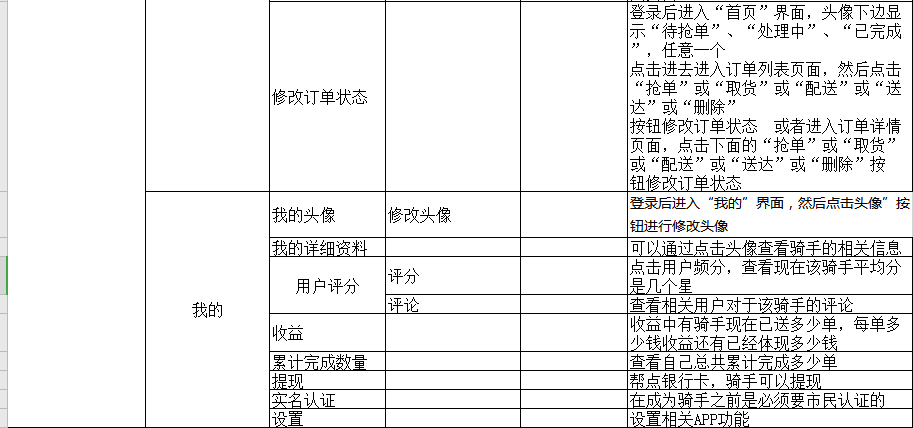 登录后进入“首页”界面，头像下边显
示“待抢单”、“处理中”、“已完成
”，任意一个
点击进去进入订单列表页面，然后点击
“抢单”或“取货”或“配送”或“送
达”或“删除”
按钮修改订单状态　或者进入订单详情
页面，点击下面的“抢单”或“取货”
或“配送”或“送达”或“删除”按
钮修改订单状态
修改订单状态
我的
我的头像
修改头像
登录后进入“我的”界面，然后点击头像”按
钮进行修改头像
我的详细资料
可以通过点击头像查看骑手的相关信息
用户评分
评分
点击用户频分，查看现在该骑手平均分
是几个星
评论
查看相关用户对于该骑手的评论
收益
收益中有骑手现在已送多少单，每单多
少钱收益还有已经体现多少钱
累计完成数量
查看自己总共累计完成多少单
提现
帮点银行卡，骑手可以提现
实名认证
在成为骑手之前是必须要市民认证的
设置
设置相关APP功能